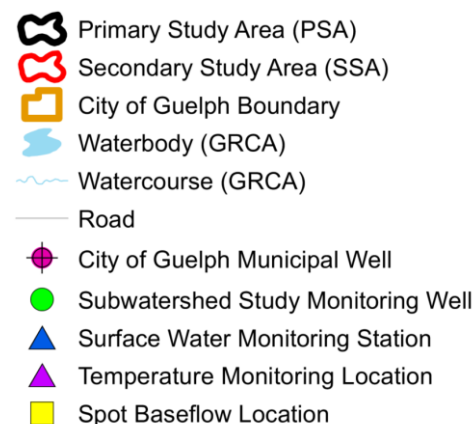 Primary Study Area (PSA)
Secondary Study Area (SSA)
City of Guelph Boundary
Waterbody (GRCA)
Watercourse (GRCA)
Road
City of Guelph Municipal Well
Subwatershed Study Monitoring Well
Surface Water Monitoring Station
Temperature Monitoring Location
Spot Baseflow Location